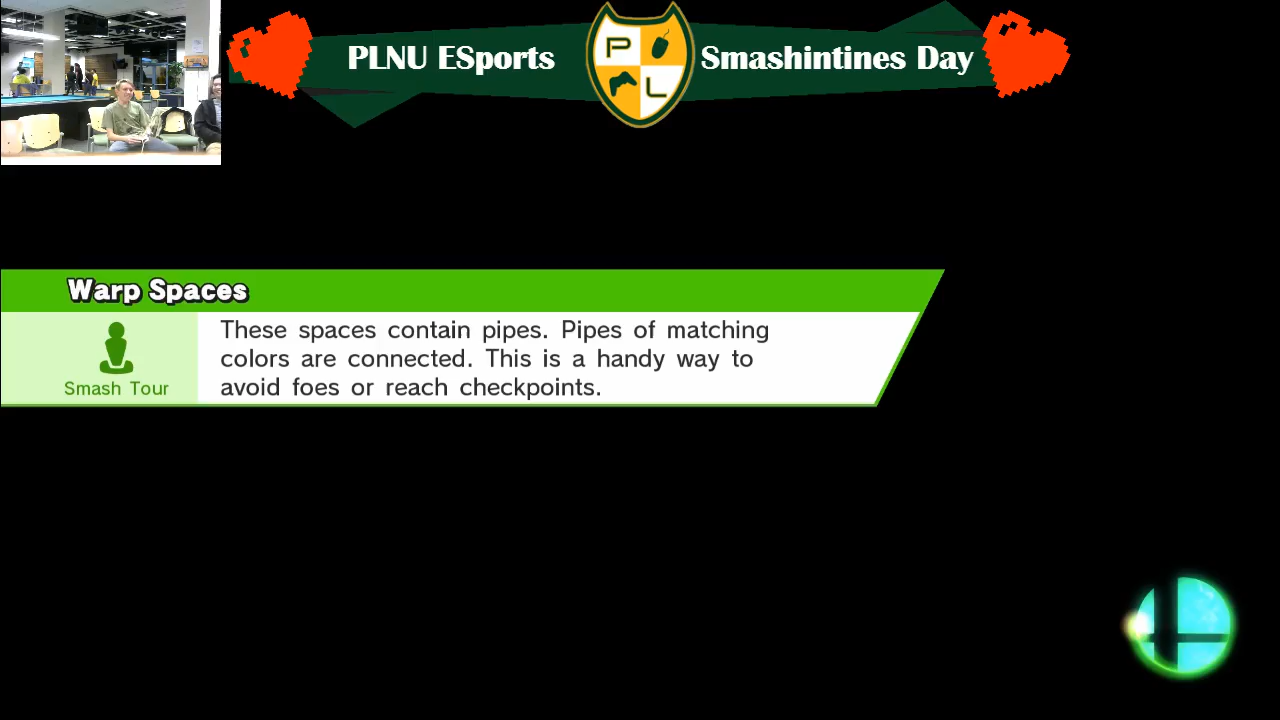 PLNU ESports
P
L
Smashintines Day
Warp Spaces
These spaces contain pipes. Pipes of matching
colors are connected. This is a handy way to
avoid foes or reach checkpoints.
Smash Tour